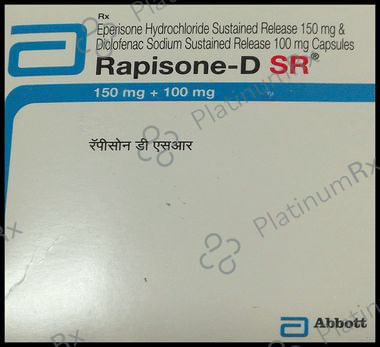 Rx
Eperisone Hydrochloride Sustained Release 150 mg &
Diclofenac Sodium Sustained Release 100 mg Capsules
Rapisone-D SR®
150 mg + 100 mg
रॅपीसोन डी एसआर
PlatinumRx
PlatinumRx
PlatinumRx
Abbott